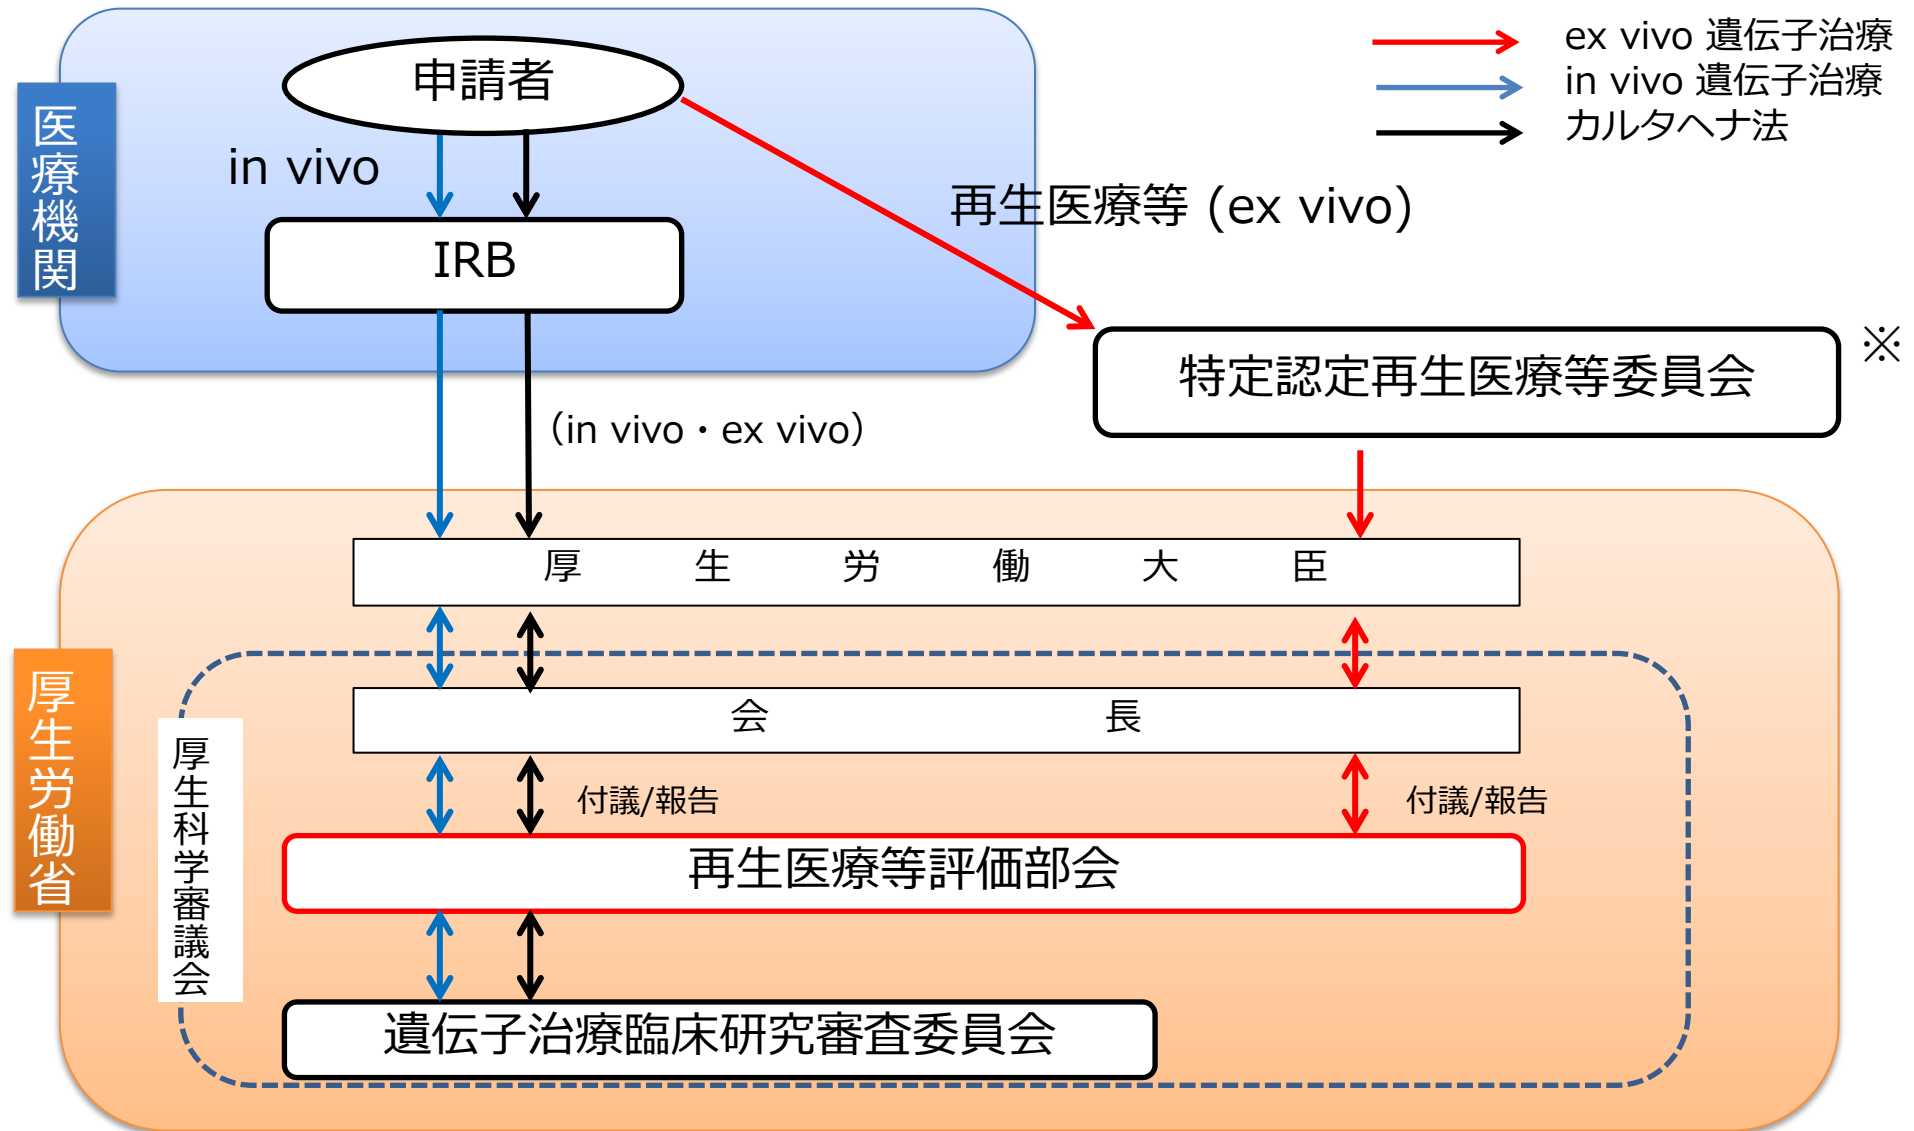 ex vivo 遺伝子治療
in vivo 遺伝子治療
カルタヘナ法
医療機関
申請者
in vivo
再生医療等 (ex vivo)
IRB
特定認定再生医療等委員会
※
（in vivo・ex vivo）
厚生労働大臣
厚生労働省
厚生科学審議会
会長
付議/報告
付議/報告
再生医療等評価部会
遺伝子治療臨床研究審査委員会